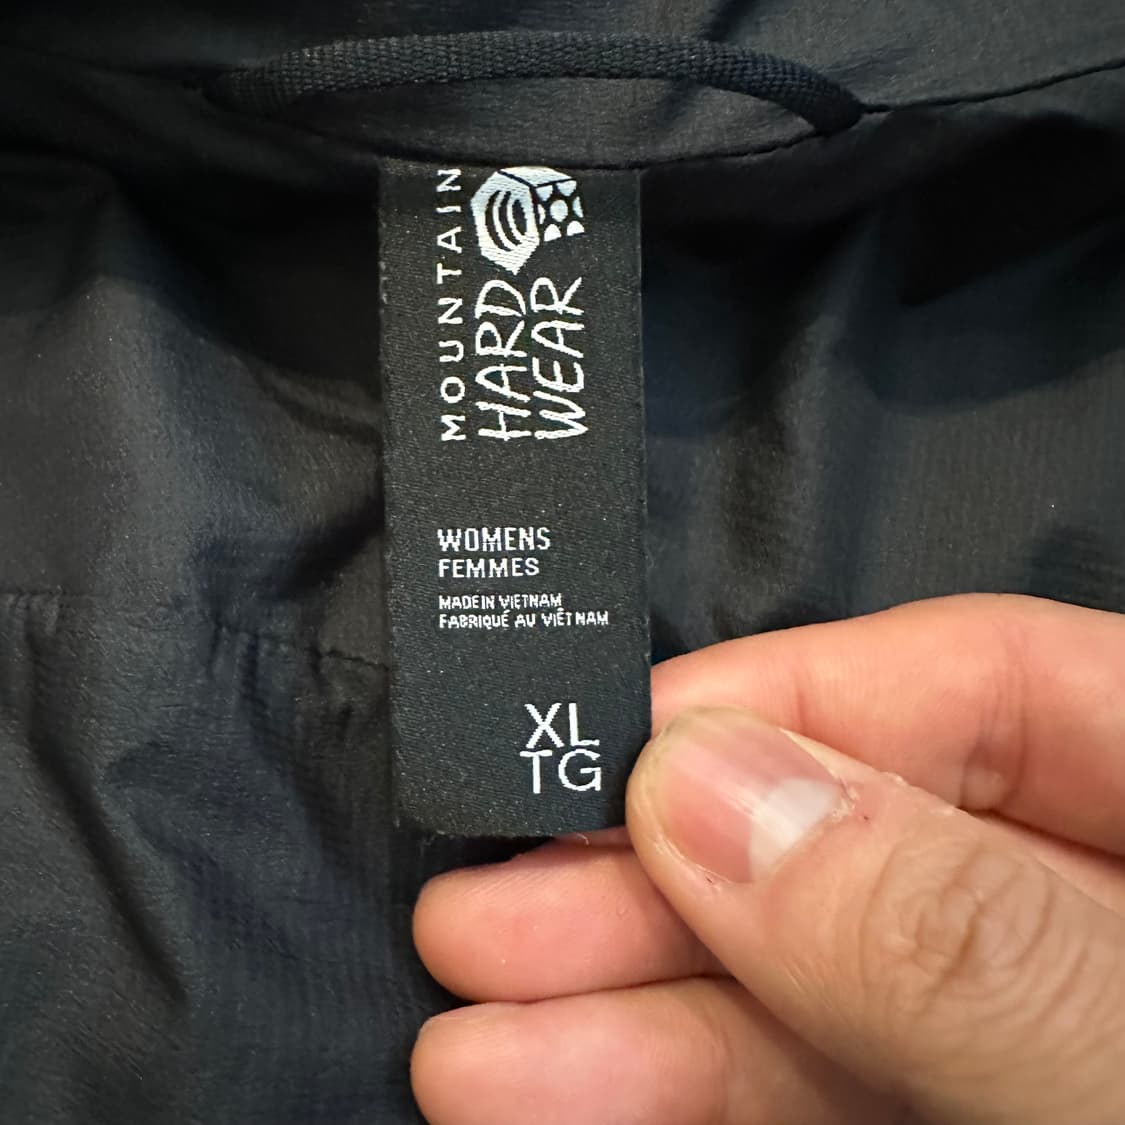 MOUNTAIN
HARD
WEAR
WOMENS
FEMMES
MADE IN VIETNAM
FABRIQUÉ AU VIÊT NAM
XL
TG